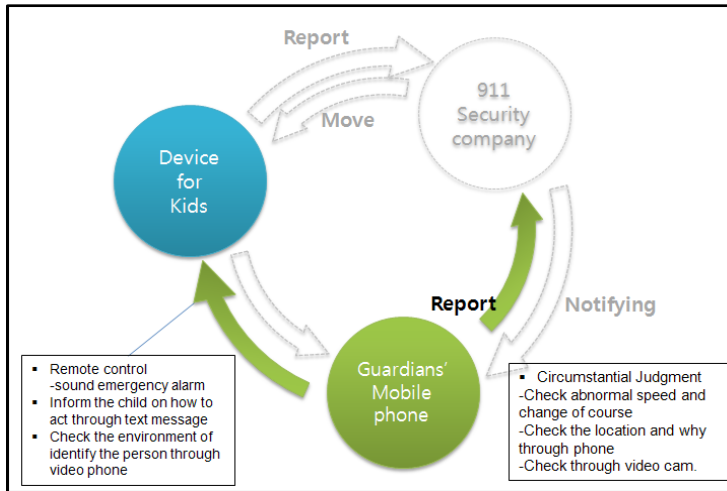 Report
911
Security
company
Move
Device
for
Kids
Report
Notifying
Guardians'
Mobile
phone
▪ Remote control
-sound emergency alarm
▪ Inform the child on how to
act through text message
▪ Check the environment of
identify the person through
video phone
▪ Circumstantial Judgment
-Check abnormal speed and
change of course
-Check the location and why
through phone
-Check through video cam.